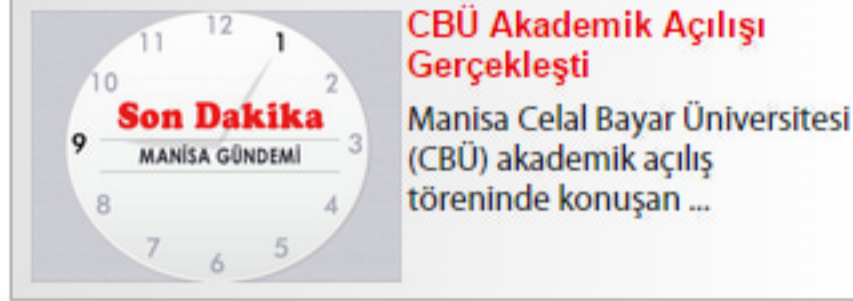 12
11
1
10
2
Son Dakika
9
3
MANİSA GÜNDEMİ
8
4
7
5
6
CBÜ Akademik Açılışı
Gerçekleşti
Manisa Celal Bayar Üniversitesi
(CBÜ) akademik açılış
töreninde konuşan ...